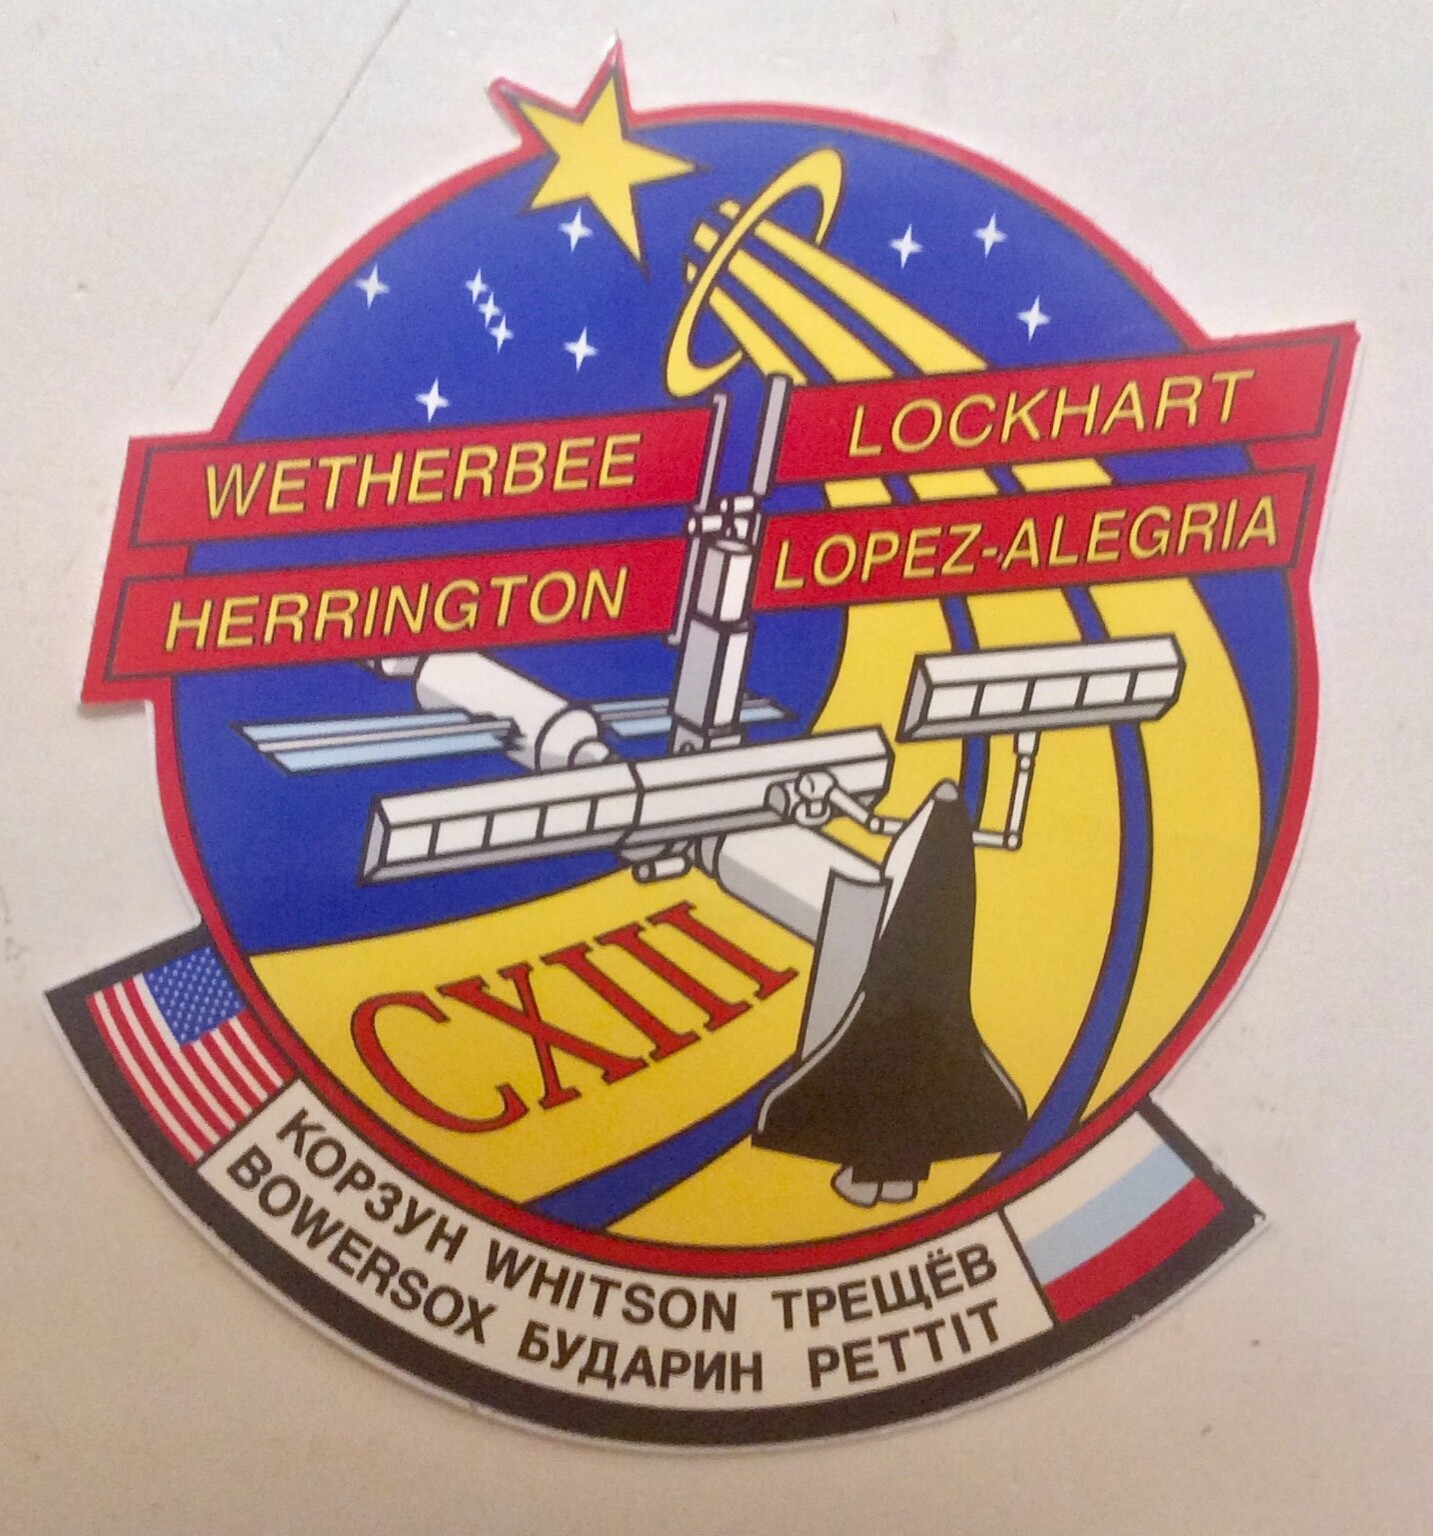 WETHERBEE
HERRINGTON
LOCKHART
LOPEZ-ALEGRIA
CXIII
КОРЗУН WHITSON ТРЕЩЁВ
BOWERSOX БУДАРИН PETTIT